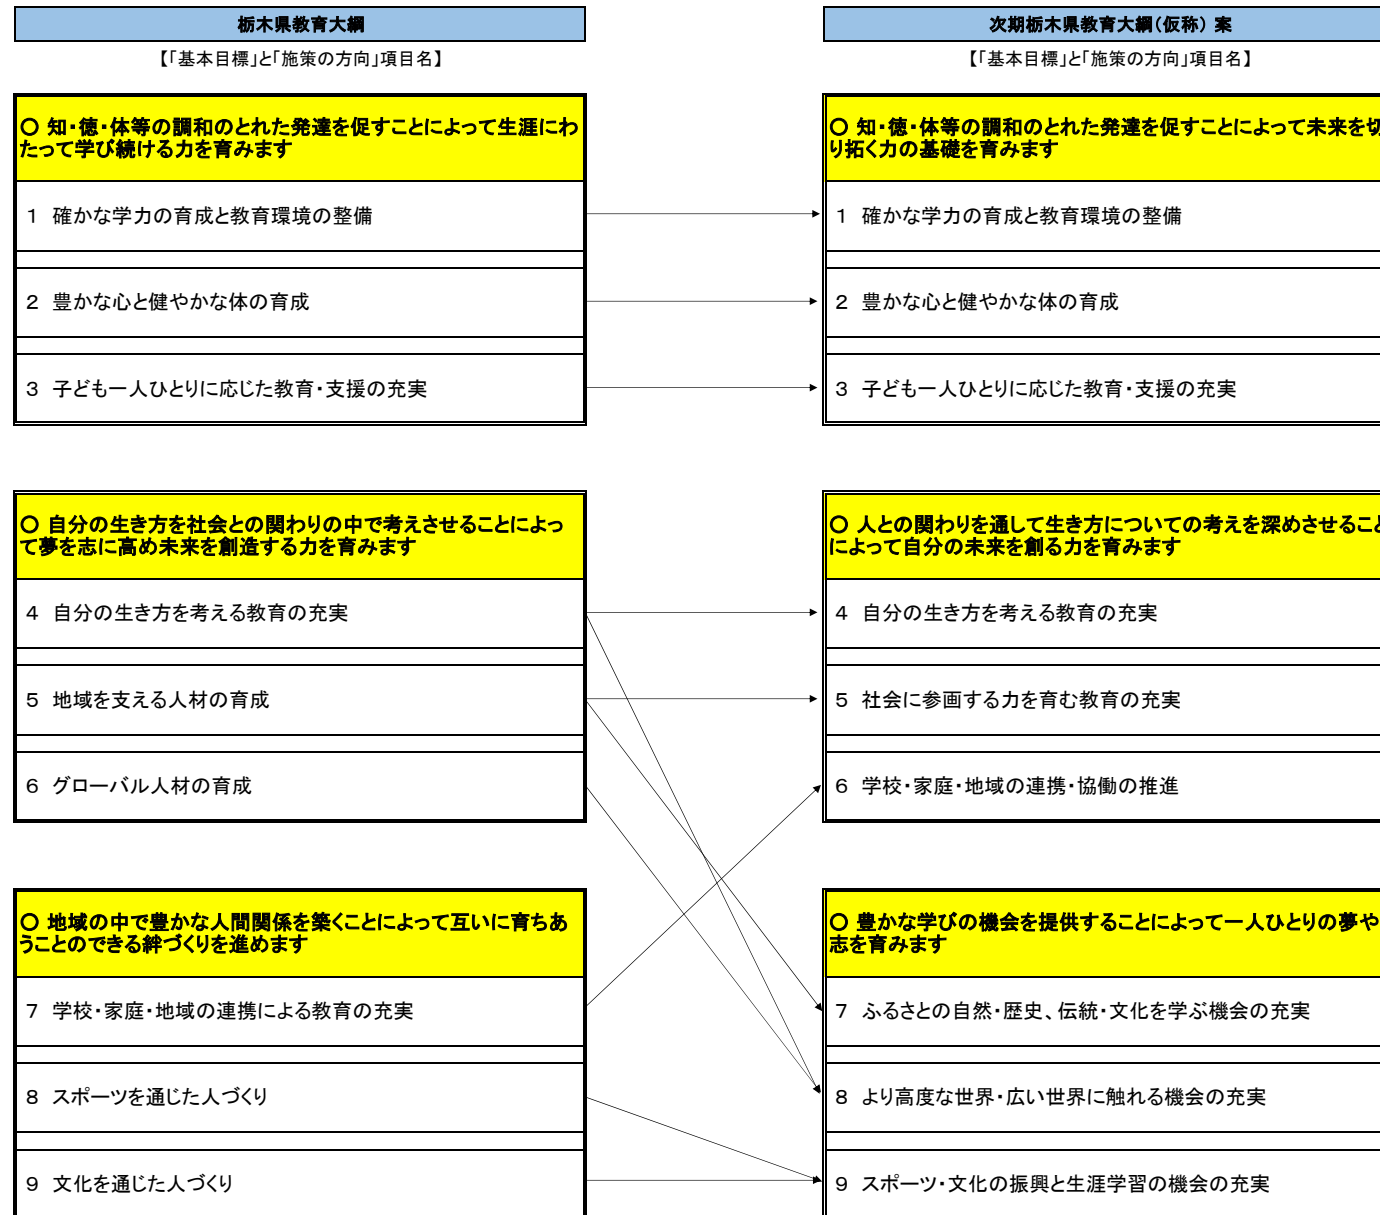 栃木県教育大綱
【「基本目標」と「施策の方向」項目名】
〇 知・徳・体等の調和のとれた発達を促すことによって生涯にわ
たって学び続ける力を育みます
1 確かな学力の育成と教育環境の整備
2 豊かな心と健やかな体の育成
3 子ども一人ひとりに応じた教育・支援の充実
〇 自分の生き方を社会との関わりの中で考えさせることによっ
て夢を志に高め未来を創造する力を育みます
4 自分の生き方を考える教育の充実
5 地域を支える人材の育成
6 グローバル人材の育成
〇 地域の中で豊かな人間関係を築くことによって互いに育ちあ
うことのできる絆づくりを進めます
7 学校・家庭・地域の連携による教育の充実
8 スポーツを通じた人づくり
9 文化を通じた人づくり
次期栃木県教育大綱(仮称) 案
【「基本目標」と「施策の方向」項目名】
〇 知・徳・体等の調和のとれた発達を促すことによって未来を切
り拓く力の基礎を育みます
1 確かな学力の育成と教育環境の整備
2 豊かな心と健やかな体の育成
3 子ども一人ひとりに応じた教育・支援の充実
〇 人との関わりを通して生き方についての考えを深めさせること
によって自分の未来を創る力を育みます
4 自分の生き方を考える教育の充実
5 社会に参画する力を育む教育の充実
6 学校・家庭・地域の連携・協働の推進
〇 豊かな学びの機会を提供することによって一人ひとりの夢や
志を育みます
7 ふるさとの自然・歴史、伝統・文化を学ぶ機会の充実
8 より高度な世界・広い世界に触れる機会の充実
9 スポーツ・文化の振興と生涯学習の機会の充実